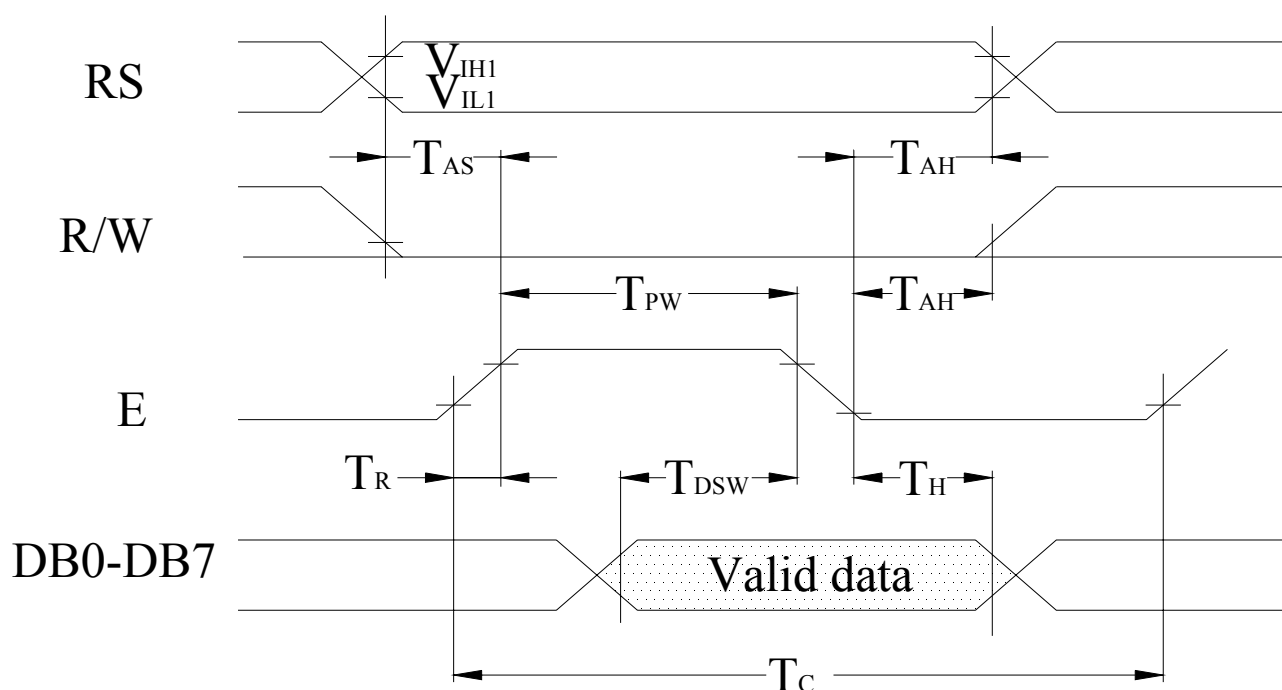 RS
VIH1
VIL1
TAS
TAH
R/W
TPW
TAH
E
TR
TDSW
TH
DB0-DB7
Valid data
TC